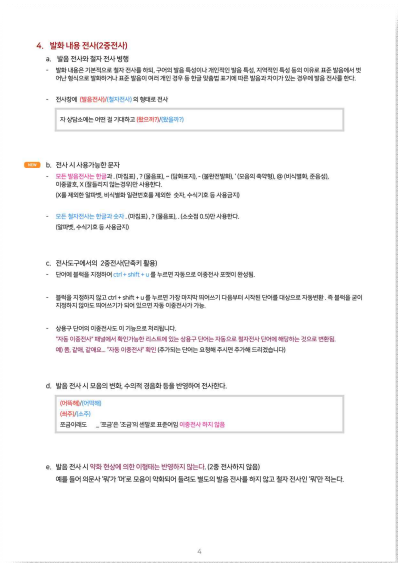 4. 발화 내용 전사(2중전사)
a. 발음 전사와 철자 전사 병행
- 발화 내용은 기본적으로 철자 전사를 하되, 구어의 발음 특성이나 개인적인 발음 특성, 지역적인 특성 등의 이유로 표준 발음에서 벗
어난 형식으로 발화하거나 표준 발음이 여러 개인 경우 등 한글 맞춤법 표기에 따른 발음과 차이가 있는 경우에 발음 전사를 한다.
- 전사창에 (발음전사)/(철자전사) 의 형태로 전사
자 상담소에는 어떤 걸 기대하고 (왔으까?)/(왔을까?)
NEW b. 전사 시 사용가능한 문자
- 모든 발음전사는 한글과 . (마침표) , ? (물음표), ~ (담화표지), - (불완전발화), ' (모음의 축약형), @ (비식별화, 준음성),
이중괄호, X (잘들리지 않는경우)만 사용한다.
(X를 제외한 알파벳, 비식별화 일련번호를 제외한 숫자, 수식기호 등 사용금지)
- 모든 철자전사는 한글과 숫자 . (마침표) , ? (물음표), . (소숫점 0.5)만 사용한다.
(알파벳, 수식기호 등 사용금지)
c. 전사도구에서의 2중전사(단축키 활용)
- 단어에 블럭을 지정하여 ctrl + shift + u 를 누르면 자동으로 이중전사 포맷이 완성됨.
- 블럭을 지정하지 않고 ctrl + shift + u 를 누르면 가장 마지막 띄어쓰기 다음부터 시작된 단어를 대상으로 자동변환 . 즉 블럭을 굳이
지정하지 않아도 띄어쓰기가 되어 있으면 자동 이중전사가 가능.
- 상용구 단어의 이중전사도 이 기능으로 처리됩니다.
"자동 이중전사" 패널에서 확인가능한 리스트에 있는 상용구 단어는 자동으로 철자전사 단어에 해당하는 것으로 변환됨.
예) 쫌, 같애, 같애요... "자동 이중전사" 확인 (추가되는 단어는 요청해 주시면 추가해 드리겠습니다)
d. 발음 전사 시 모음의 변화, 수의적 경음화 등을 반영하여 전사한다.
(어뜩해)/(어떡해)
(쐬주)/(소주)
쪼금이래도 _ '쪼금'은 '조금'의 센말로 표준어임 이중전사 하지 않음
e. 발음 전사 시 약화 현상에 의한 이형태는 반영하지 않는다. (2중 전사하지 않음)
예를 들어 의문사 '뭐'가 '머'로 모음이 약화되어 들려도 별도의 발음 전사를 하지 않고 철자 전사인 '뭐'만 적는다.
4